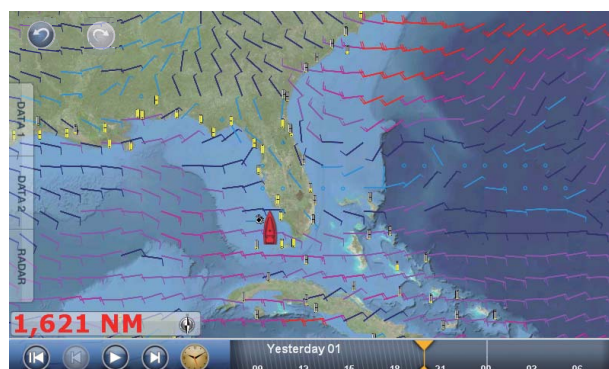 DATA 1
DATA 2
RADAR
1,621 NM
Yesterday 01
09 12 15 18 21 00 03 06